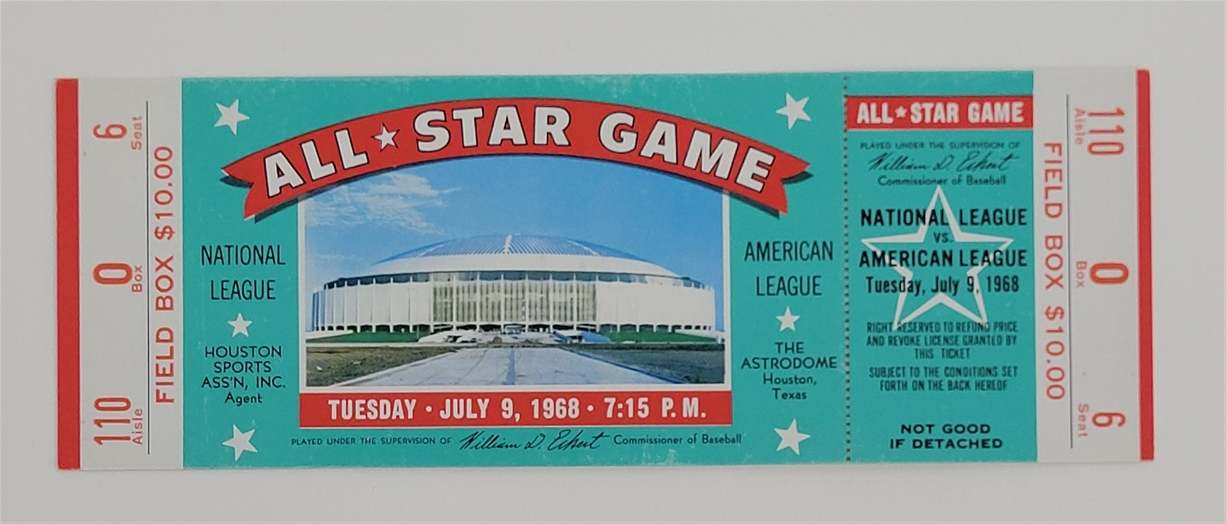 6
Seat
0
Box
110
Aisle
FIELD BOX $10.00
ALL★STAR GAME
NATIONAL
LEAGUE
HOUSTON
SPORTS
ASS'N, INC.
Agent
AMERICAN
LEAGUE
THE
ASTRODOME
Houston,
Texas
TUESDAY · JULY 9, 1968 · 7:15 P.M.
PLAYED UNDER THE SUPERVISION OF William D. Eckert Commissioner of Baseball
ALL★STAR GAME
PLAYED UNDER THE SUPERVISION OF
William D. Eckert
Commissioner of Baseball
NATIONAL LEAGUE
VS.
AMERICAN LEAGUE
Tuesday, July 9, 1968
RIGHT RESERVED TO REFUND PRICE
AND REVOKE LICENSE GRANTED BY
THIS TICKET
SUBJECT TO THE CONDITIONS SET
FORTH ON THE BACK HEREOF
NOT GOOD
IF DETACHED
FIELD BOX $10.00
110
Aisle
0
Box
6
Seat